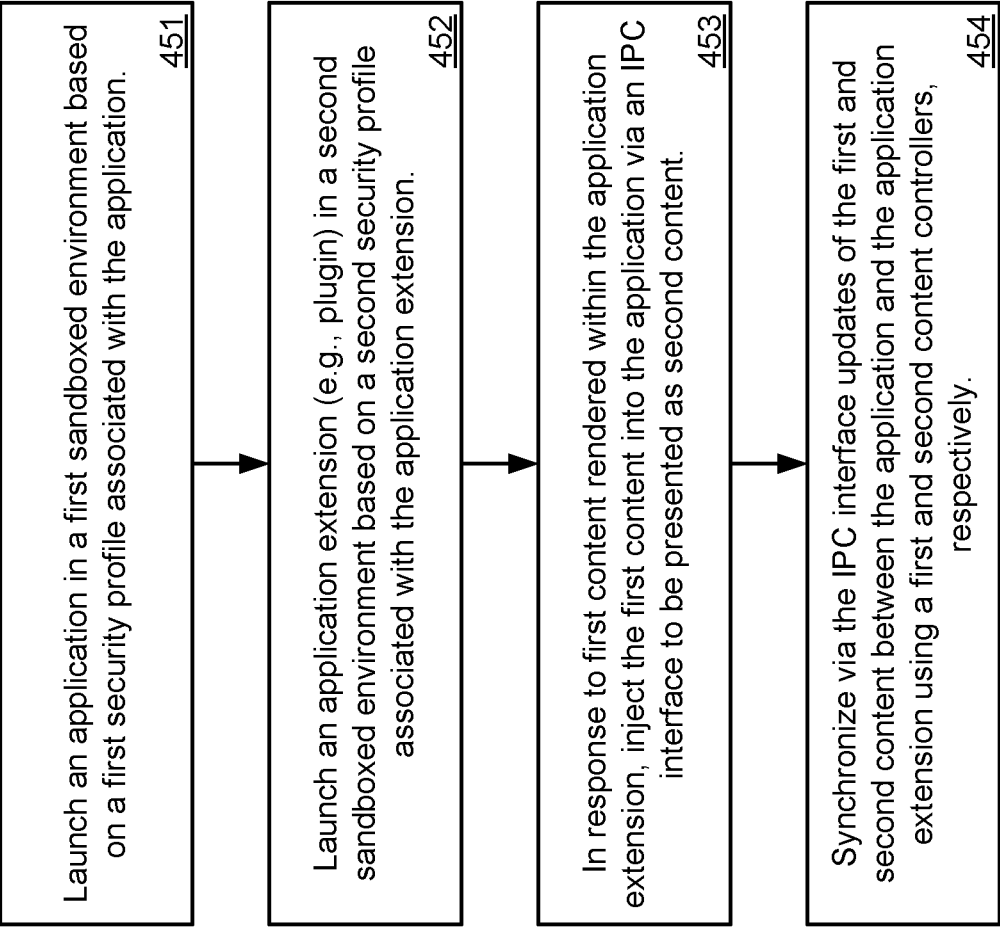 Launch an application in a first sandboxed environment based
on a first security profile associated with the application.
451
Launch an application extension (e.g., plugin) in a second
sandboxed environment based on a second security profile
associated with the application extension.
452
In response to first content rendered within the application
extension, inject the first content into the application via an IPC
interface to be presented as second content.
453
Synchronize via the IPC interface updates of the first and
second content between the application and the application
extension using a first and second content controllers,
respectively.
454